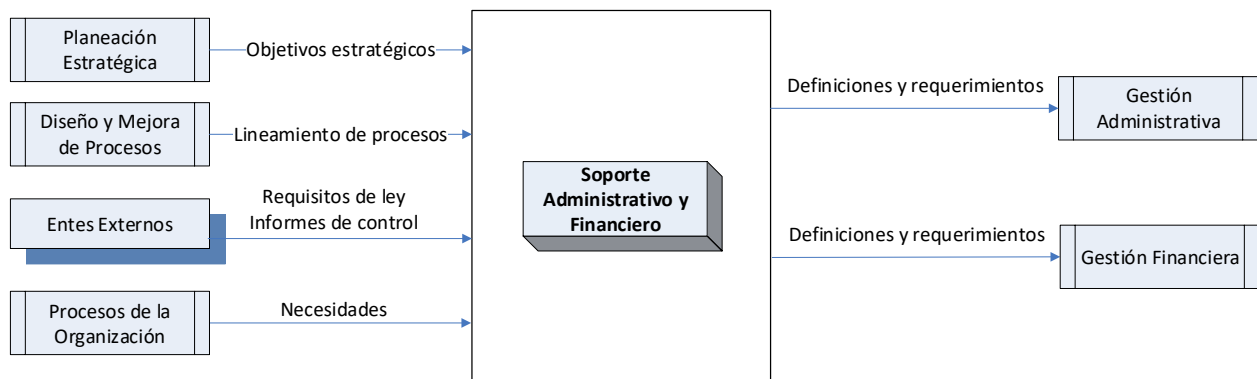 Planeación
Estratégica
Objetivos estratégicos
Diseño y Mejora
de Procesos
Lineamiento de procesos
Entes Externos
Requisitos de ley
Informes de control
Procesos de la
Organización
Necesidades
Soporte
Administrativo y
Financiero
Definiciones y requerimientos
Gestión
Administrativa
Definiciones y requerimientos
Gestión Financiera